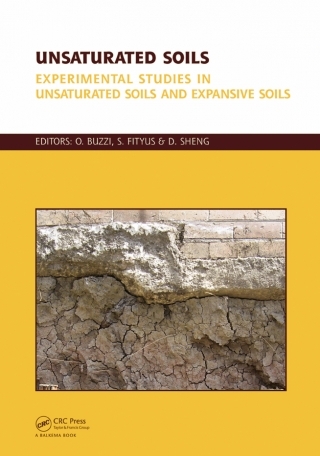 UNSATURATED SOILS
EXPERIMENTAL STUDIES IN
UNSATURATED SOILS AND EXPANSIVE SOILS
EDITORS: O. BUZZI, S. FITYUS & D. SHENG
CRC
CRC Press
Taylor & Francis Group
A BALKEMA BOOK